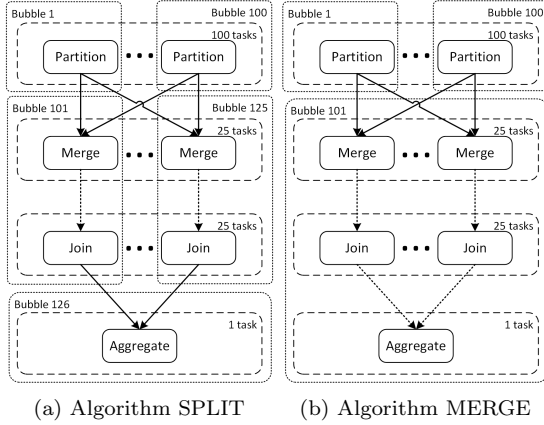 Bubble 1 Bubble 100 Bubble 1 Bubble 100
100 tasks 100 tasks
Partition Partition Partition Partition
Bubble 101 Bubble 125 Bubble 101
25 tasks 25 tasks
Merge Merge Merge Merge
25 tasks 25 tasks
Join Join Join Join
Bubble 126
1 task 1 task
Aggregate Aggregate
(a) Algorithm SPLIT (b) Algorithm MERGE